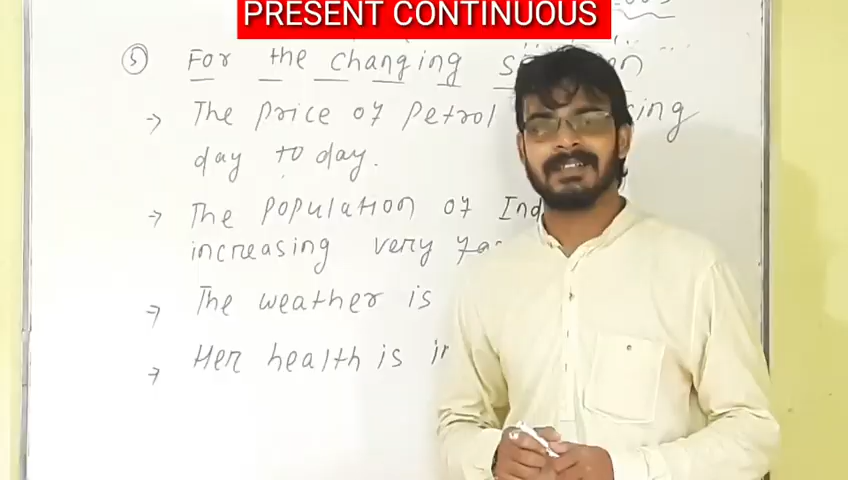 PRESENT CONTINUOUS
⑤ For the changing
→ The price of petrol
day to day.
→ The population of
increasing very
→ The weather is
→ Her health is